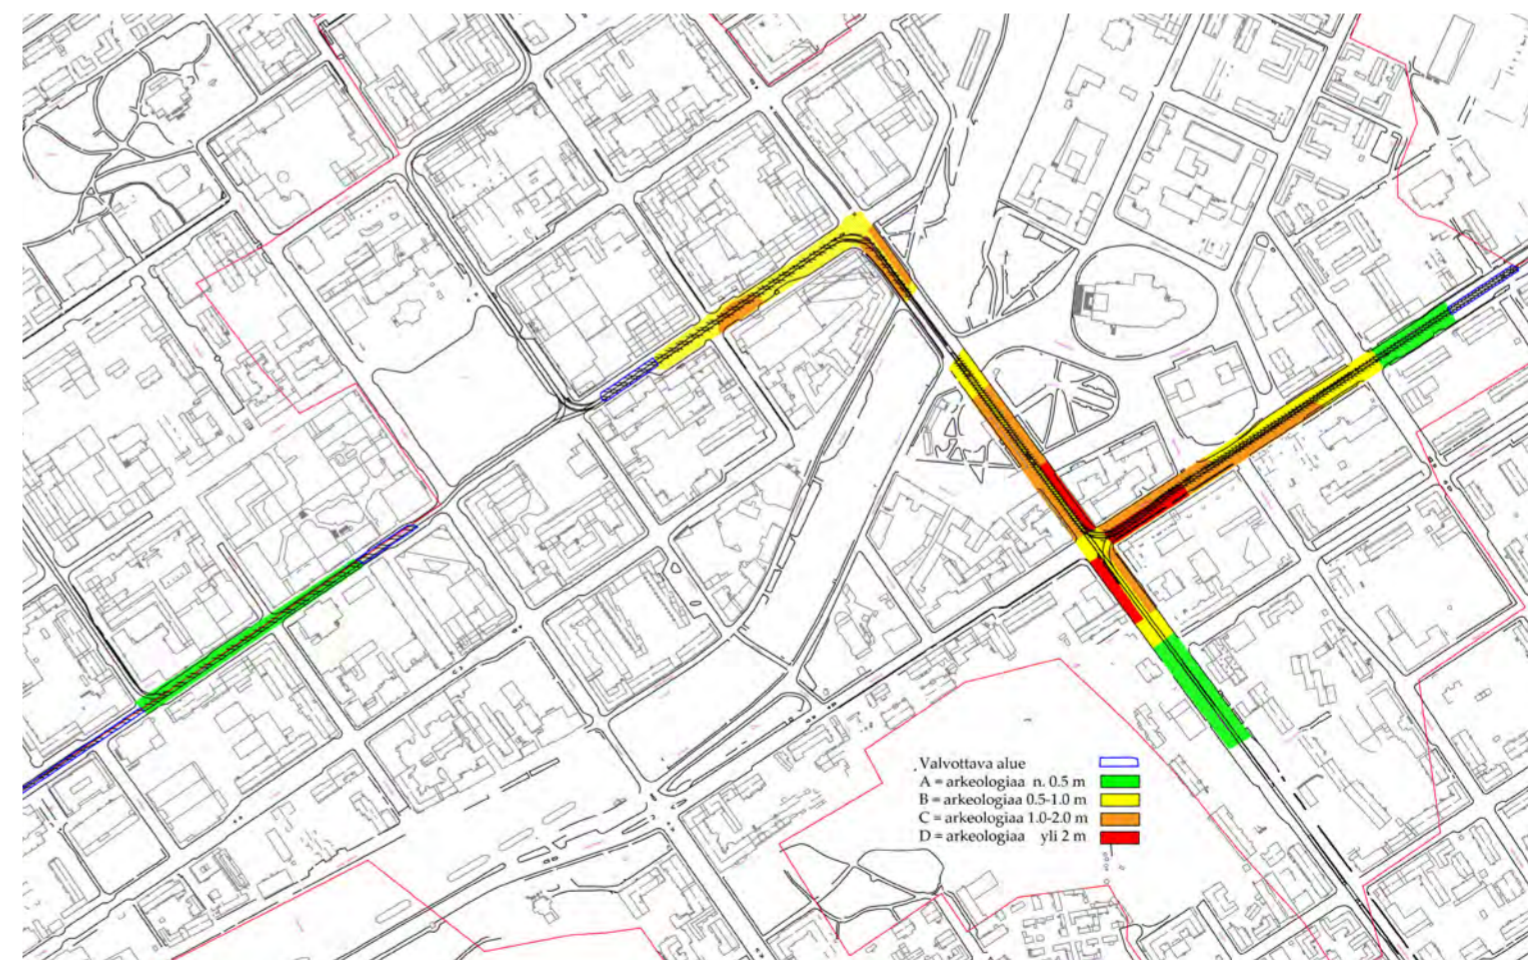 Valvottava alue
A = arkeologiaa n. 0.5 m
B = arkeologiaa 0.5-1.0 m
C = arkeologiaa 1.0-2.0 m
D = arkeologiaa yli 2 m